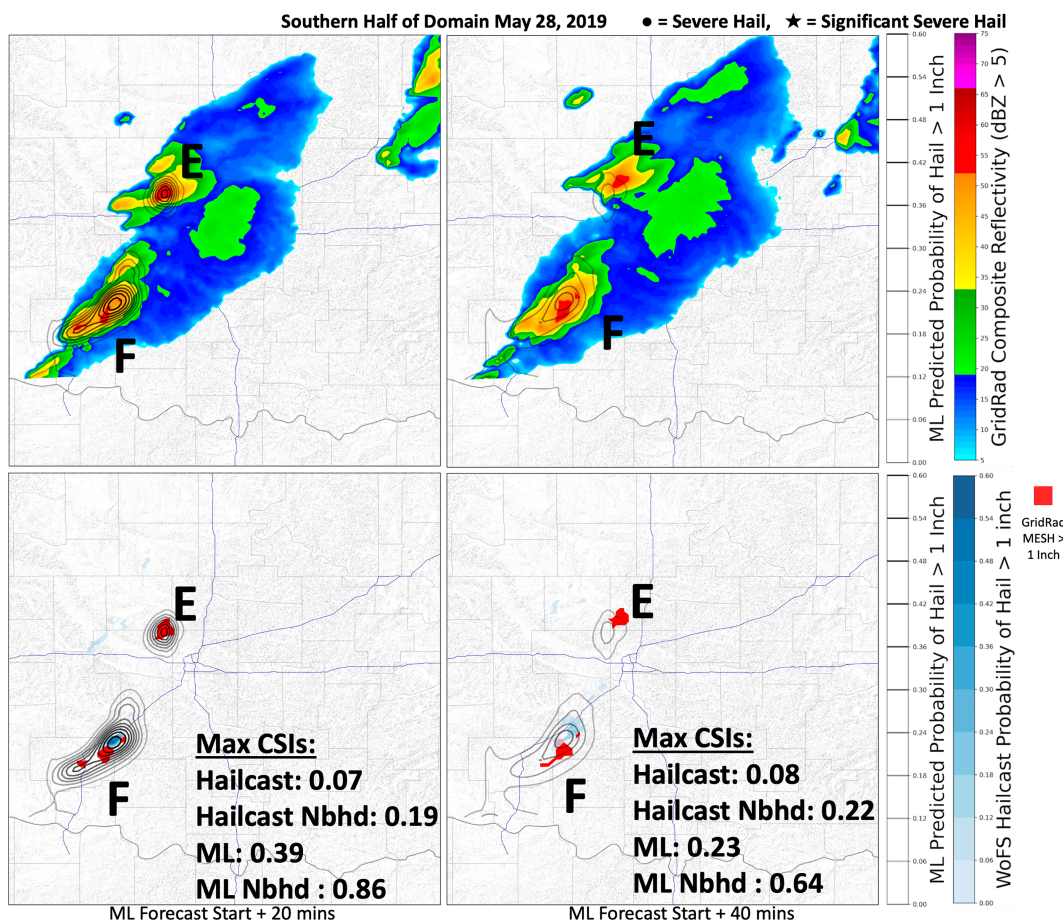 Southern Half of Domain May 28, 2019 ● = Severe Hail, ★ = Significant Severe Hail
E
F
E
F
0.60
0.54
0.48
0.42
0.36
0.30
0.24
0.18
0.12
0.06
0.00
ML Predicted Probability of Hail > 1 Inch
75
70
65
60
55
50
45
40
35
30
25
20
15
10
5
GridRad Composite Reflectivity (dBZ > 5)
E
F
Max CSIs:
Hailcast: 0.07
Hailcast Nbhd: 0.19
ML: 0.39
ML Nbhd : 0.86
ML Forecast Start + 20 mins
E
F
Max CSIs:
Hailcast: 0.08
Hailcast Nbhd: 0.22
ML: 0.23
ML Nbhd : 0.64
ML Forecast Start + 40 mins
0.60
0.54
0.48
0.42
0.36
0.30
0.24
0.18
0.12
0.06
0.00
ML Predicted Probability of Hail > 1 inch
0.60
0.54
0.48
0.42
0.36
0.30
0.24
0.18
0.12
0.06
0.00
WoFS Hailcast Probability of Hail > 1 inch
GridRad
MESH >
1 Inch